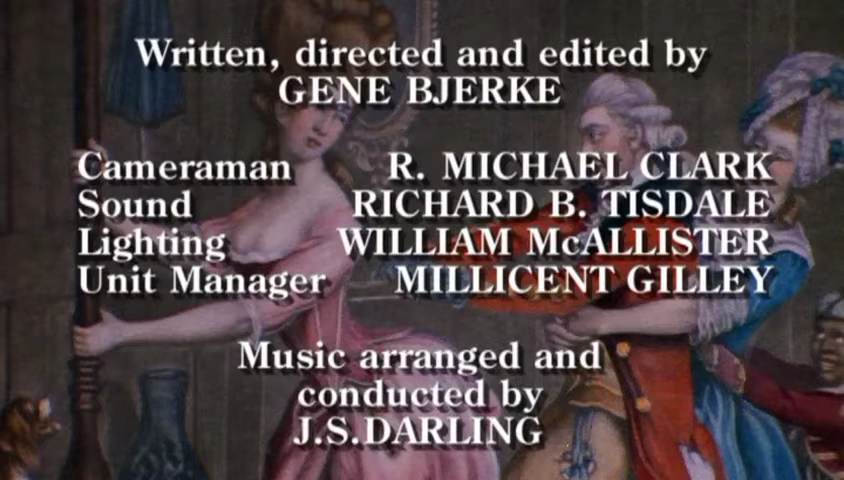 Written, directed and edited by
GENE BJERKE
Cameraman R. MICHAEL CLARK
Sound RICHARD B. TISDALE
Lighting WILLIAM McALLISTER
Unit Manager MILLICENT GILLEY
Music arranged and
conducted by
J.S.DARLING